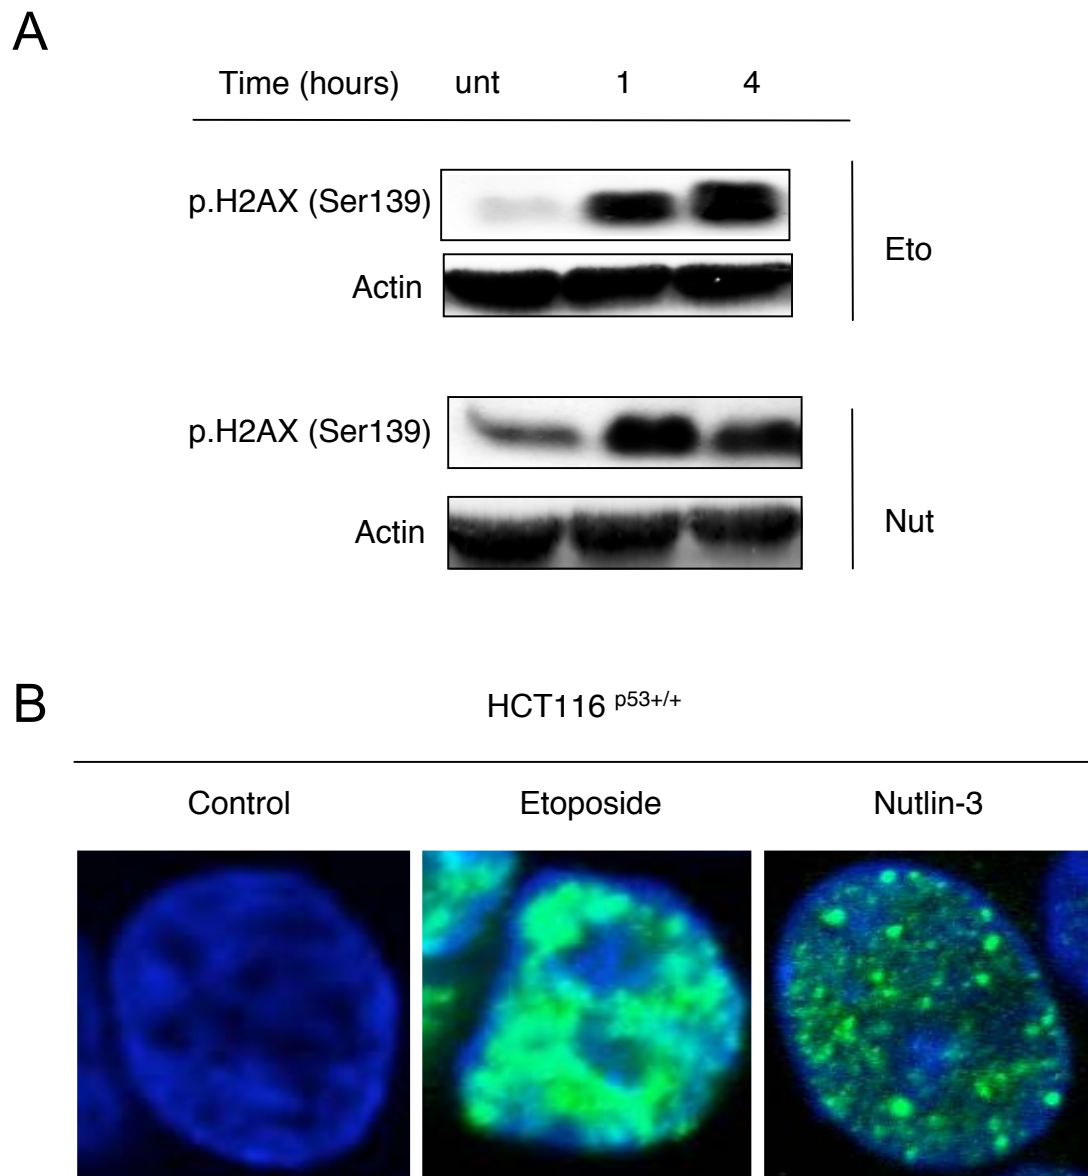 A
Time (hours) unt 1 4
p.H2AX (Ser139)
Eto
Actin
p.H2AX (Ser139)
Nut
Actin
B
HCT116 p53+/+
Control Etoposide Nutlin-3